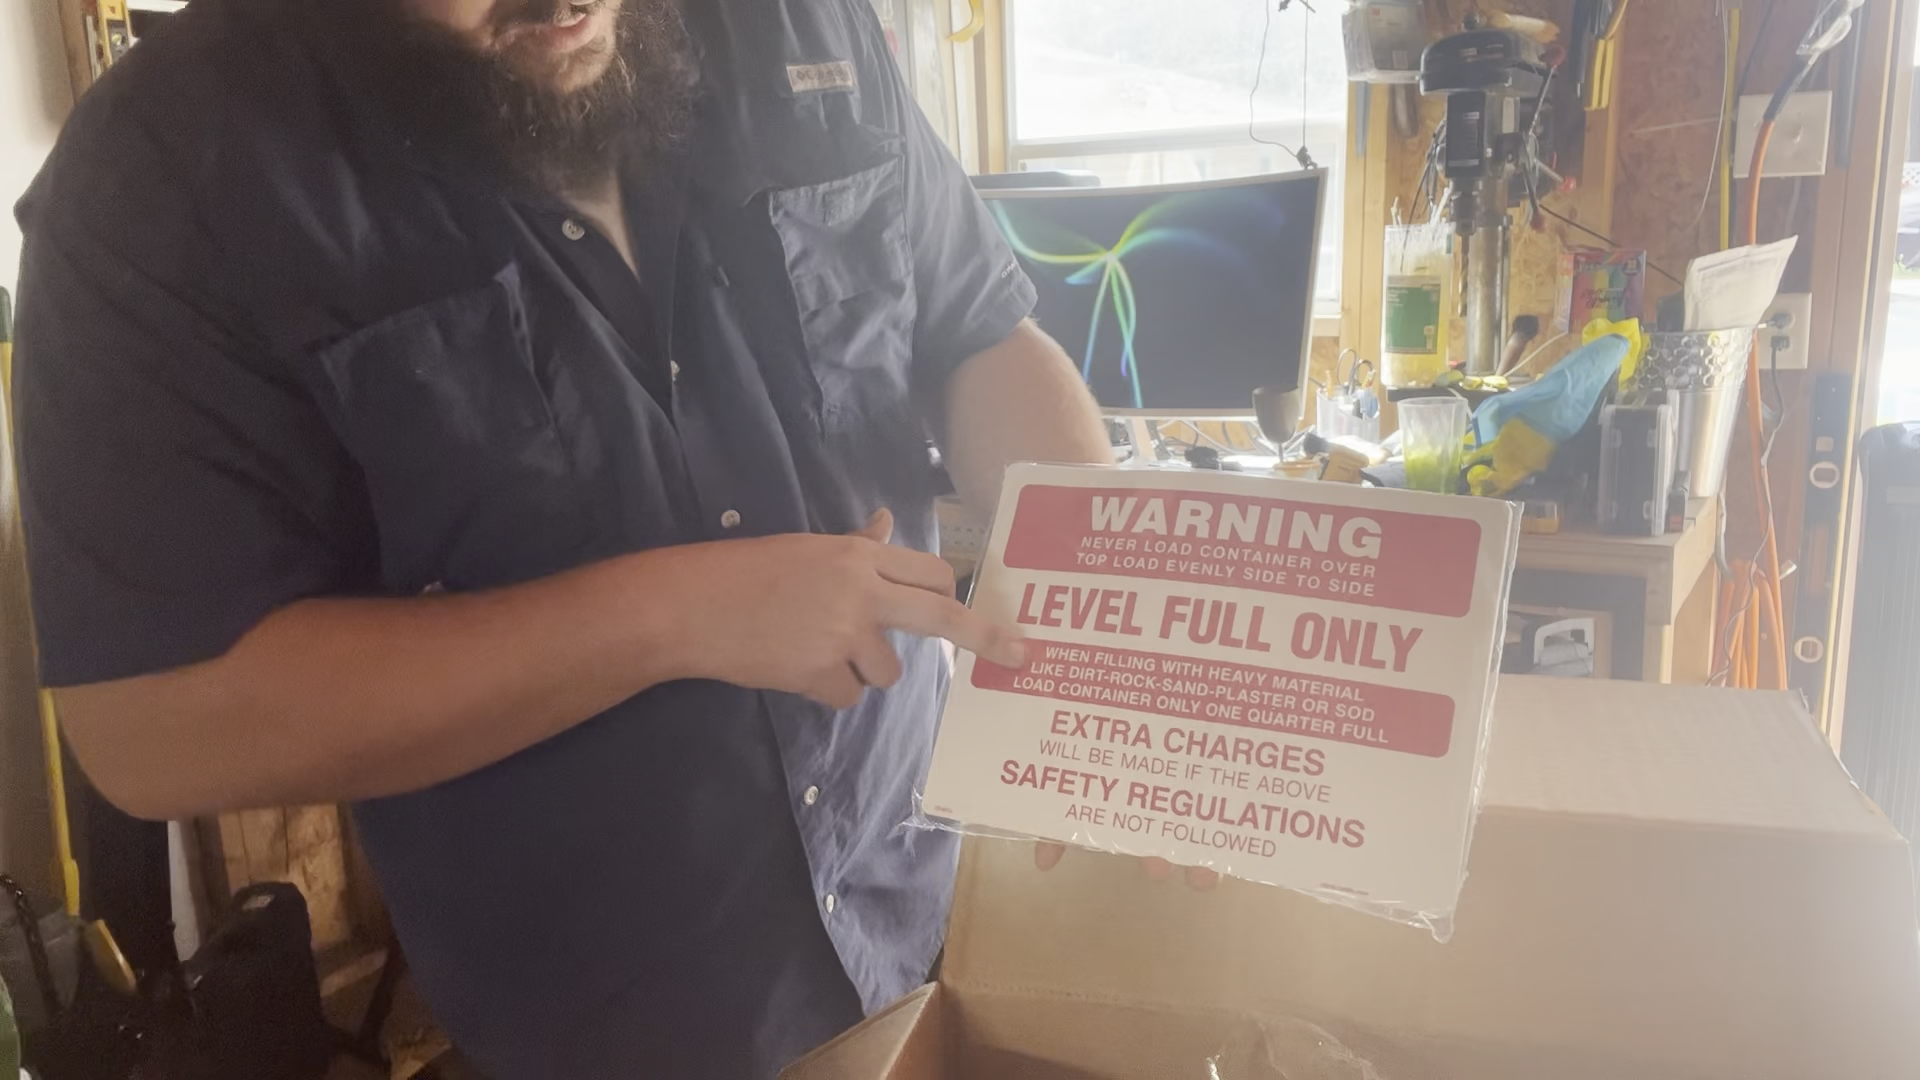 WARNING
NEVER LOAD CONTAINER OVER
TOP LOAD EVENLY SIDE TO SIDE
LEVEL FULL ONLY
WHEN FILLING WITH HEAVY MATERIAL
LIKE DIRT-ROCK-SAND-PLASTER OR SOD
LOAD CONTAINER ONLY ONE QUARTER FULL
EXTRA CHARGES
WILL BE MADE IF THE ABOVE
SAFETY REGULATIONS
ARE NOT FOLLOWED